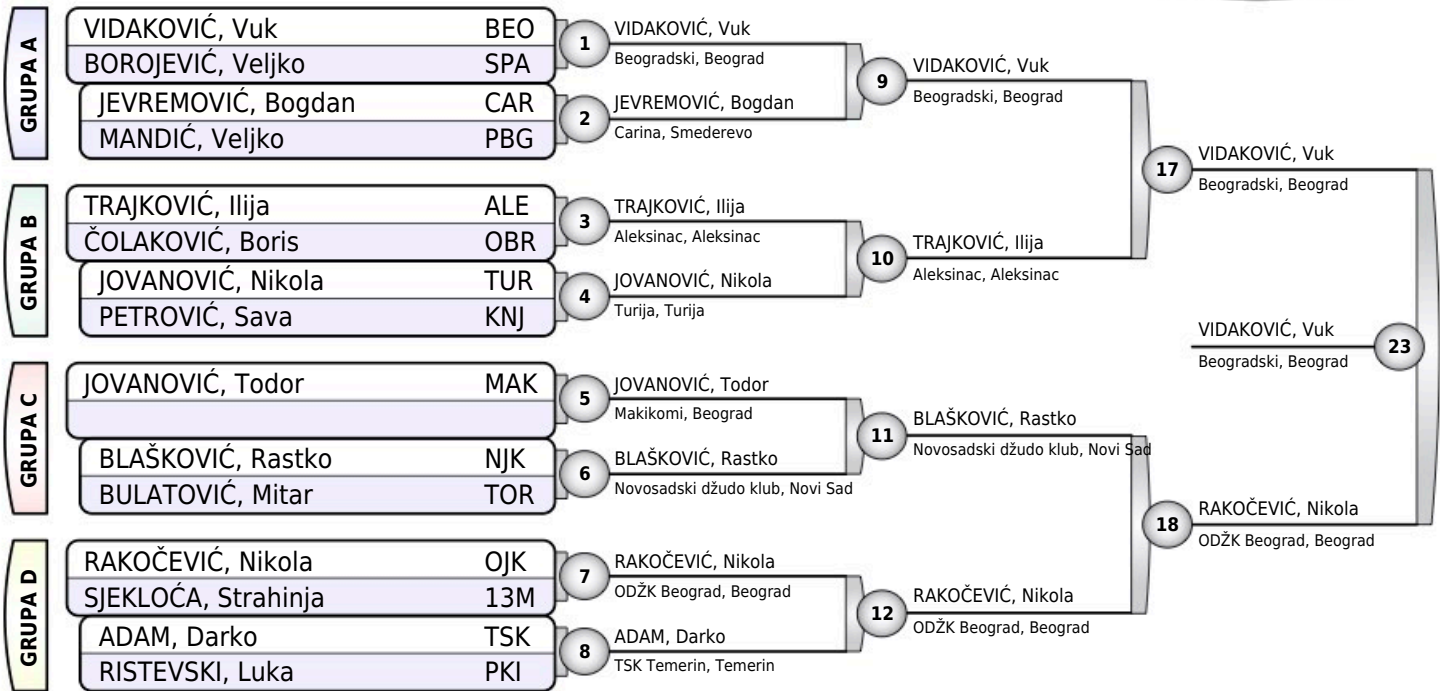 GRUPA A
VIDAKOVIĆ, Vuk BEO
BOROJEVIĆ, Veljko SPA
JEVREMOVIĆ, Bogdan CAR
MANDIĆ, Veljko PBG
GRUPA B
TRAJKOVIĆ, Ilija ALE
ČOLAKOVIĆ, Boris OBR
JOVANOVIĆ, Nikola TUR
PETROVIĆ, Sava KNJ
GRUPA C
JOVANOVIĆ, Todor MAK
BLAŠKOVIĆ, Rastko NJK
BULATOVIĆ, Mitar TOR
GRUPA D
RAKOČEVIĆ, Nikola OJK
SJEKLOĆA, Strahinja 13M
ADAM, Darko TSK
RISTEVSKI, Luka PKI
1 VIDAKOVIĆ, Vuk
Beogradski, Beograd
2 JEVREMOVIĆ, Bogdan
Carina, Smederevo
3 TRAJKOVIĆ, Ilija
Aleksinac, Aleksinac
4 JOVANOVIĆ, Nikola
Turija, Turija
5 JOVANOVIĆ, Todor
Makikomi, Beograd
6 BLAŠKOVIĆ, Rastko
Novosadski džudo klub, Novi Sad
7 RAKOČEVIĆ, Nikola
ODŽK Beograd, Beograd
8 ADAM, Darko
TSK Temerin, Temerin
9 VIDAKOVIĆ, Vuk
Beogradski, Beograd
10 TRAJKOVIĆ, Ilija
Aleksinac, Aleksinac
11 BLAŠKOVIĆ, Rastko
Novosadski džudo klub, Novi Sad
12 RAKOČEVIĆ, Nikola
ODŽK Beograd, Beograd
17 VIDAKOVIĆ, Vuk
Beogradski, Beograd
18 RAKOČEVIĆ, Nikola
ODŽK Beograd, Beograd
VIDAKOVIĆ, Vuk 23
Beogradski, Beograd